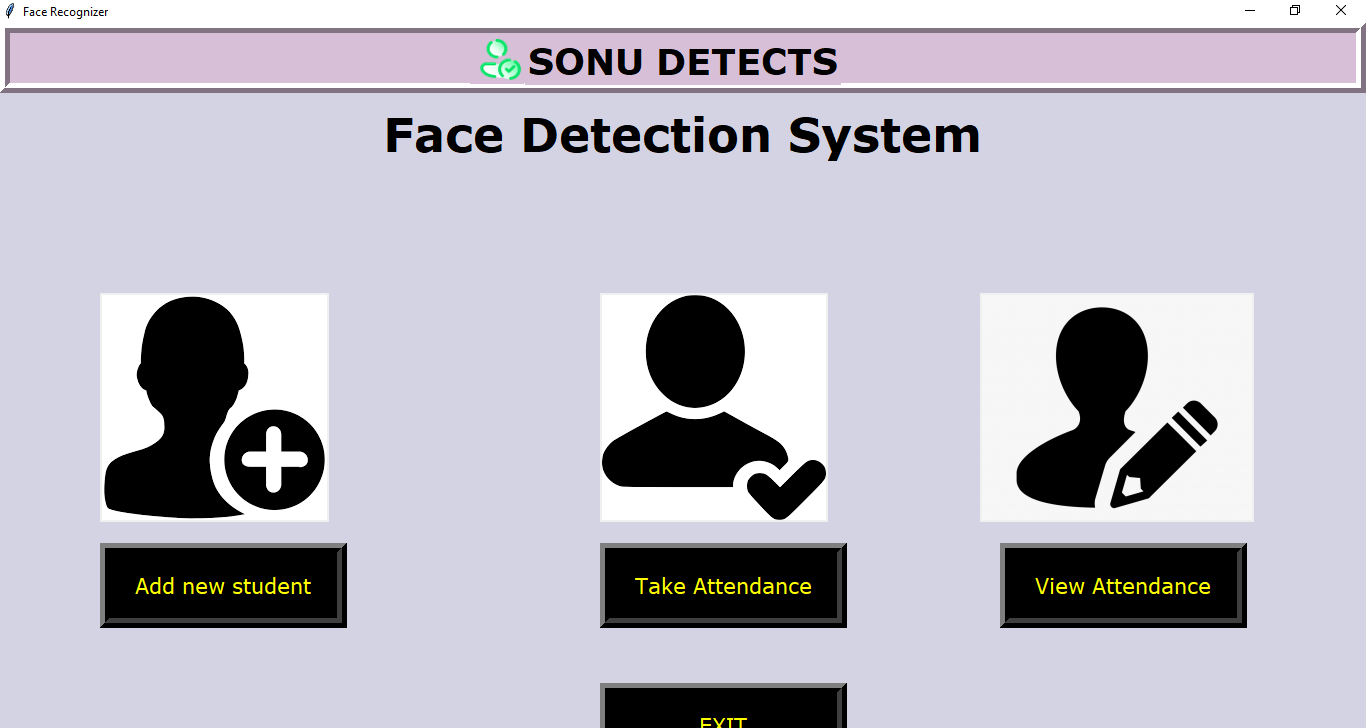 Face Recognizer
SONU DETECTS
Face Detection System
Add new student
Take Attendance
View Attendance
EXIT